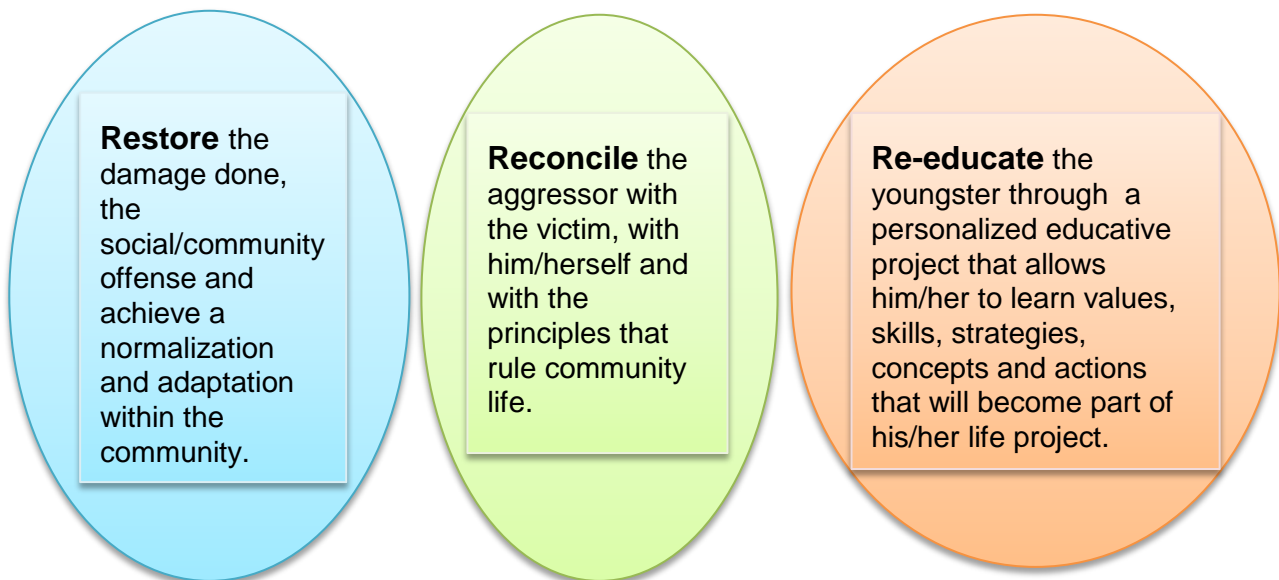 Restore the
damage done,
the
social/community
offense and
achieve a
normalization
and adaptation
within the
community.
Reconcile the
aggressor with
the victim, with
him/herself and
with the
principles that
rule community
life.
Re-educate the
youngster through a
personalized educative
project that allows
him/her to learn values,
skills, strategies,
concepts and actions
that will become part of
his/her life project.